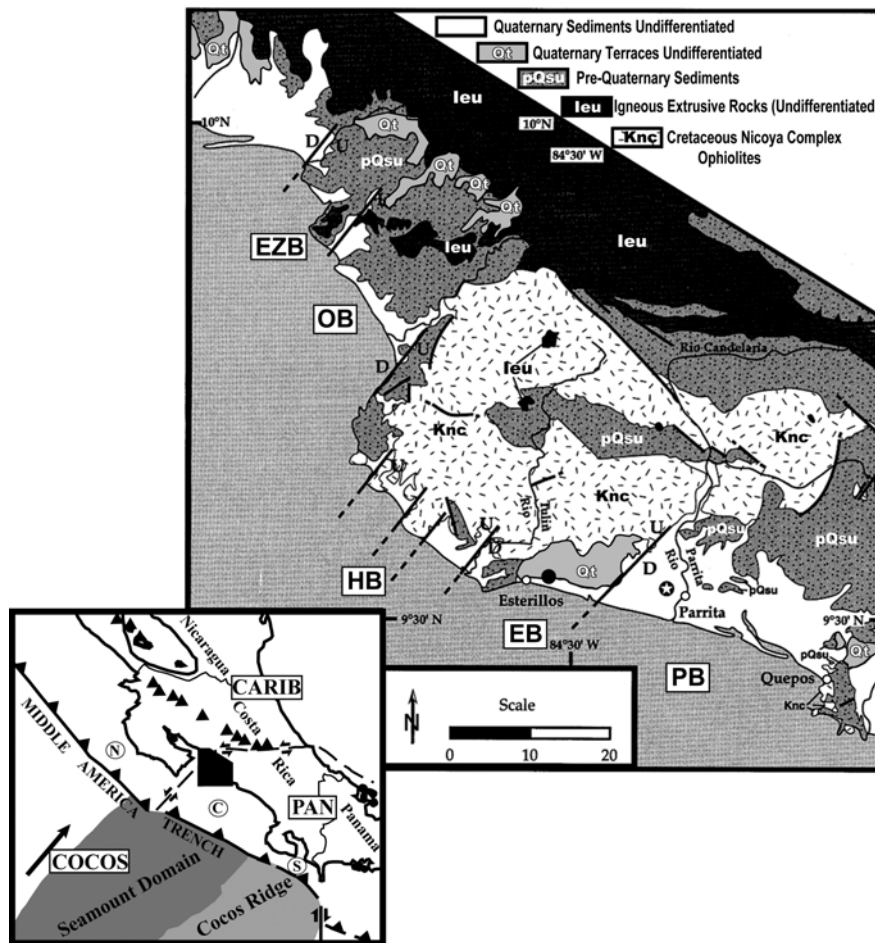 Quaternary Sediments Undifferentiated
Qt Quaternary Terraces Undifferentiated
pQsu Pre-Quaternary Sediments
Ieu Igneous Extrusive Rocks (Undifferentiated
Knc Cretaceous Nicoya Complex
Ophiolites
10°N
10°N
84°30' W
Ieu
Qt
D
U
pQsu
Qt
Qt
Qt
EZB
Ieu
Ieu
OB
Rio Candelaria
U
D
Ieu
Knc
pQsu
Knc
U
Knc
Rio
Tulin
HB
U
D
Qt
U
D
pQsu
pQsu
Rio
Parrita
pQsu
Esterillos
Parrita
9°30' N
9°30' N
EB
84°30' W
PB
pQsu
Qt
Quepos
Knc
N
Scale
0
10
20
Nicaragua
CARIB
Costa
Rica
MIDDLE
AMERICA
TRENCH
N
C
S
PAN
Panama
COCOS
Seamount Domain
Cocos Ridge